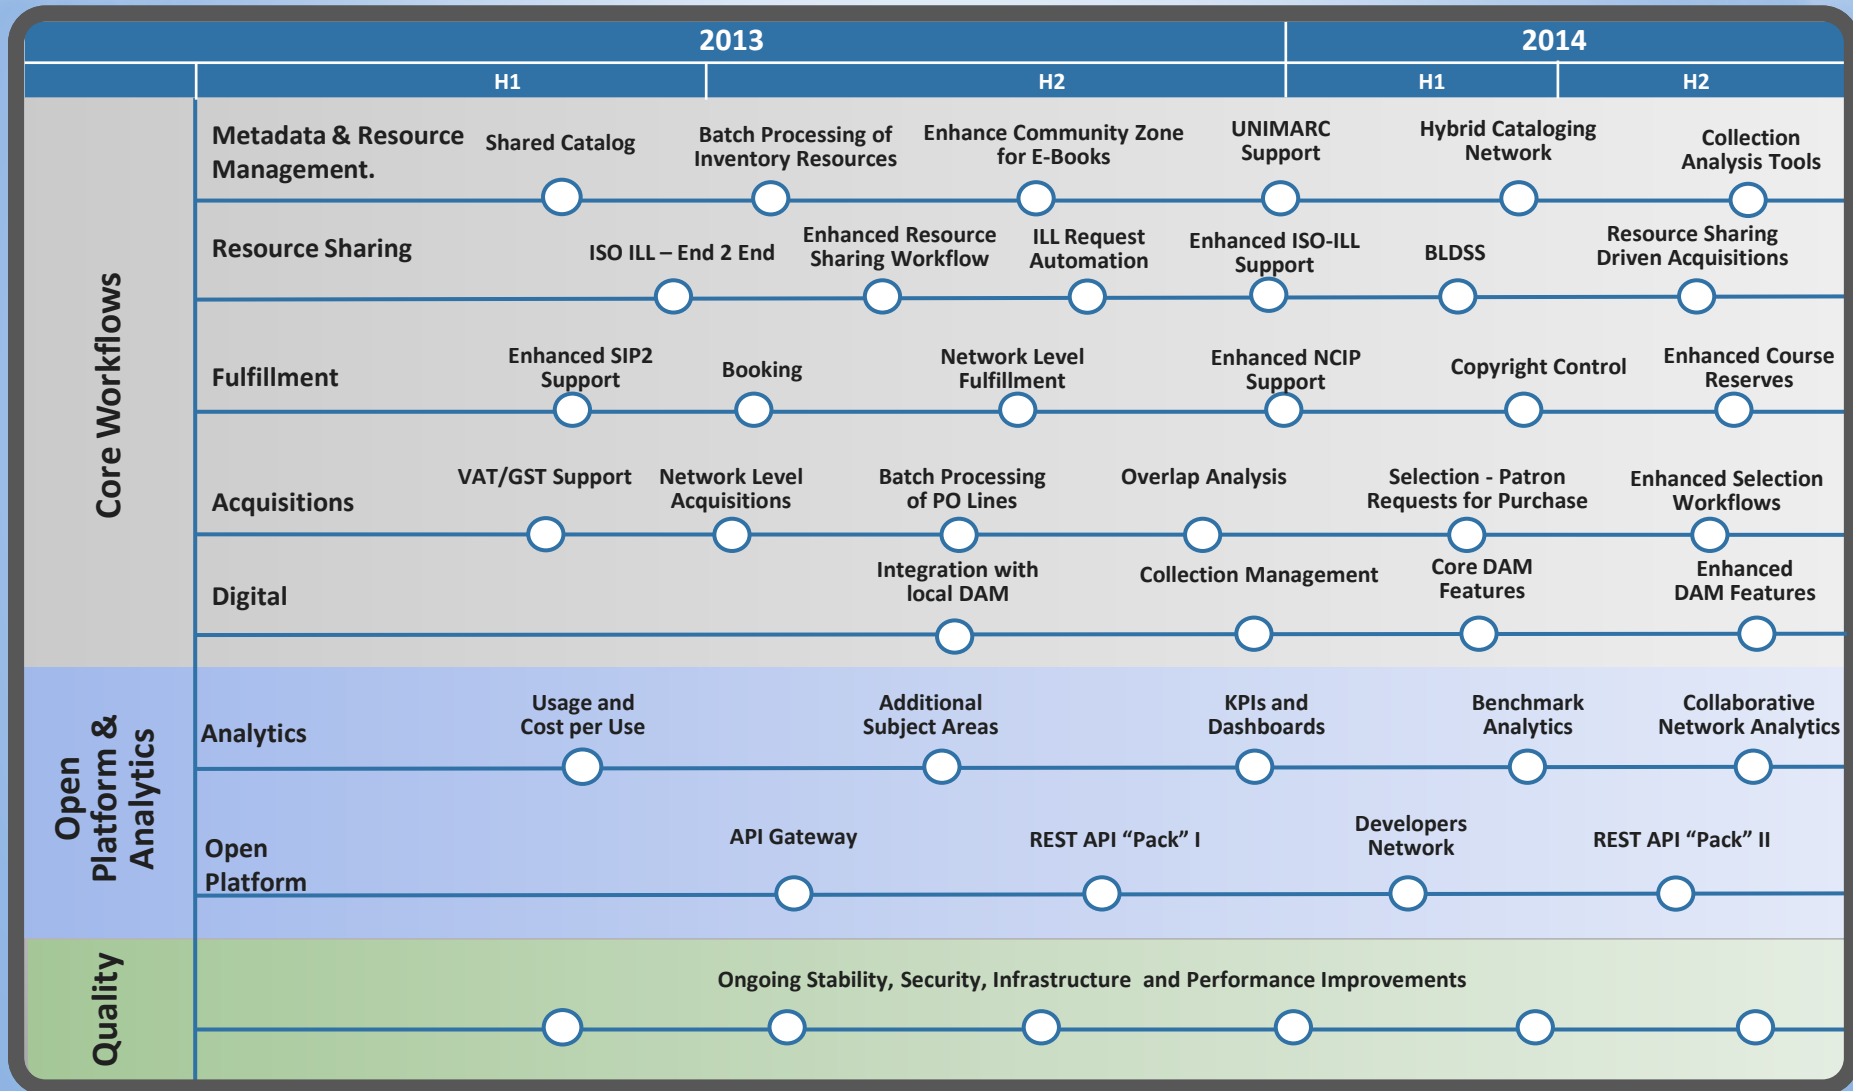 2013
2014
H1
H2
H1
H2
Core Workflows
Metadata & Resource
Management.
Shared Catalog
Batch Processing of
Inventory Resources
Enhance Community Zone
for E-Books
UNIMARC
Support
Hybrid Cataloging
Network
Collection
Analysis Tools
Resource Sharing
ISO ILL – End 2 End
Enhanced Resource
Sharing Workflow
ILL Request
Automation
Enhanced ISO-ILL
Support
BLDSS
Resource Sharing
Driven Acquisitions
Fulfillment
Enhanced SIP2
Support
Booking
Network Level
Fulfillment
Enhanced NCIP
Support
Copyright Control
Enhanced Course
Reserves
Acquisitions
VAT/GST Support
Network Level
Acquisitions
Batch Processing
of PO Lines
Overlap Analysis
Selection - Patron
Requests for Purchase
Enhanced Selection
Workflows
Digital
Integration with
local DAM
Collection Management
Core DAM
Features
Enhanced
DAM Features
Open
Platform &
Analytics
Analytics
Usage and
Cost per Use
Additional
Subject Areas
KPIs and
Dashboards
Benchmark
Analytics
Collaborative
Network Analytics
Open
Platform
API Gateway
REST API “Pack” I
Developers
Network
REST API “Pack” II
Quality
Ongoing Stability, Security, Infrastructure and Performance Improvements